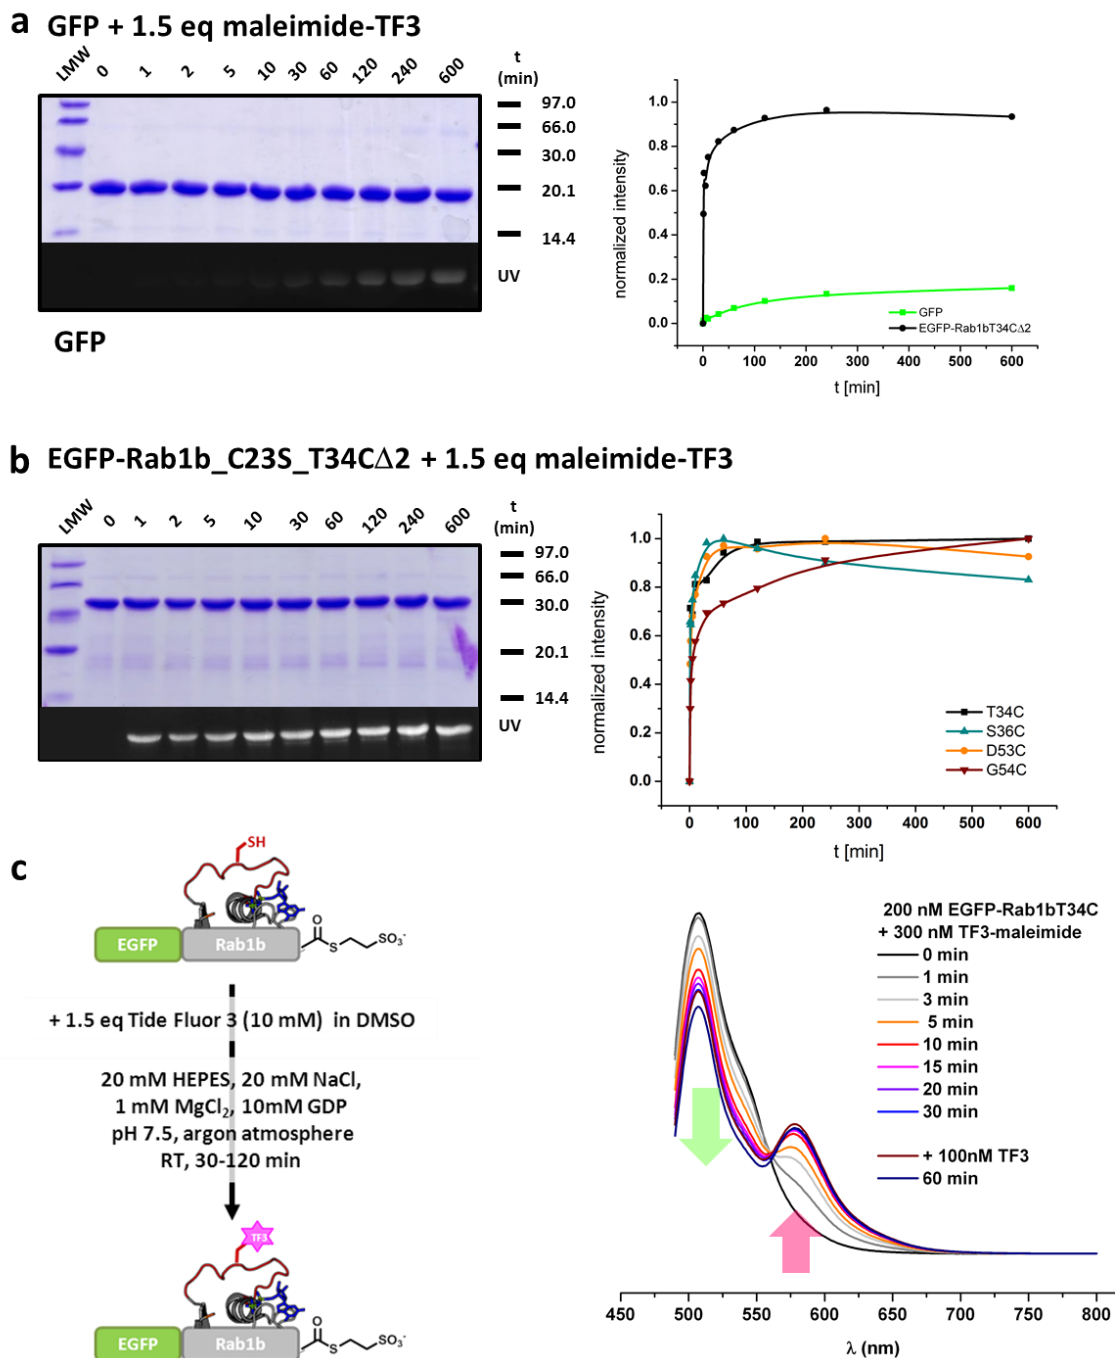 a GFP + 1.5 eq maleimide-TF3
LMW 0 1 2 5 10 30 60 120 240 600
t
(min)
97.0
66.0
30.0
20.1
14.4
UV
GFP
normalized intensity
1.0
0.8
0.6
0.4
0.2
0.0
GFP
EGFP-Rab1bT34CΔ2
0 100 200 300 400 500 600
t [min]
b EGFP-Rab1b_C23S_T34CΔ2 + 1.5 eq maleimide-TF3
LMW 0 1 2 5 10 30 60 120 240 600
t
(min)
97.0
66.0
30.0
20.1
14.4
UV
normalized intensity
1.0
0.8
0.6
0.4
0.2
0.0
T34C
S36C
D53C
G54C
0 100 200 300 400 500 600
t [min]
c
SH
EGFP Rab1b O S SO₃⁻
+ 1.5 eq Tide Fluor 3 (10 mM) in DMSO
20 mM HEPES, 20 mM NaCl,
1 mM MgCl₂, 10mM GDP
pH 7.5, argon atmosphere
RT, 30-120 min
TF3
EGFP Rab1b O S SO₃⁻
200 nM EGFP-Rab1bT34C
+ 300 nM TF3-maleimide
0 min
1 min
3 min
5 min
10 min
15 min
20 min
30 min
+ 100nM TF3
60 min
450 500 550 600 650 700 750 800
λ (nm)